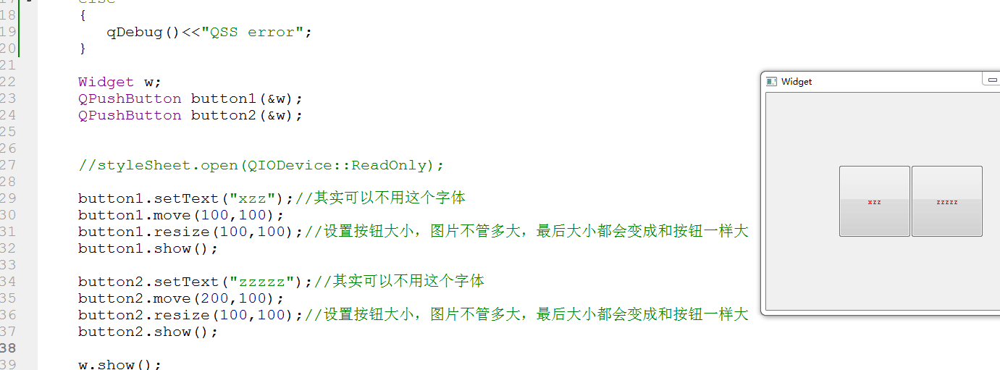 17 else
18 {
19 qDebug()<<"QSS error";
20 }
21
22 Widget w;
23 QPushButton button1(&w);
24 QPushButton button2(&w);
25
26
27 //styleSheet.open(QIODevice::ReadOnly);
28
29 button1.setText("xzz");//其实可以不用这个字体
30 button1.move(100,100);
31 button1.resize(100,100);//设置按钮大小，图片不管多大，最后大小都会变成和按钮一样大
32 button1.show();
33
34 button2.setText("zzzzz");//其实可以不用这个字体
35 button2.move(200,100);
36 button2.resize(100,100);//设置按钮大小，图片不管多大，最后大小都会变成和按钮一样大
37 button2.show();
38
39 w.show();
Widget
xzz
zzzzz